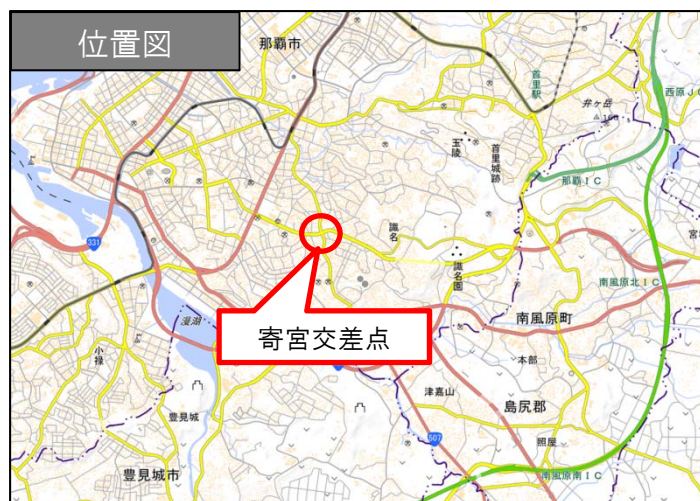 位置図
那覇市
首里駅
西原JC
弁ヶ岳
166
玉陵
首里城跡
那覇IC
識名
331
識名園
南風原北IC
漫湖
寄宮交差点
南風原町
小禄
本部
津嘉山
島尻郡
豊見城
507
照屋
豊見城市
南風原南IC